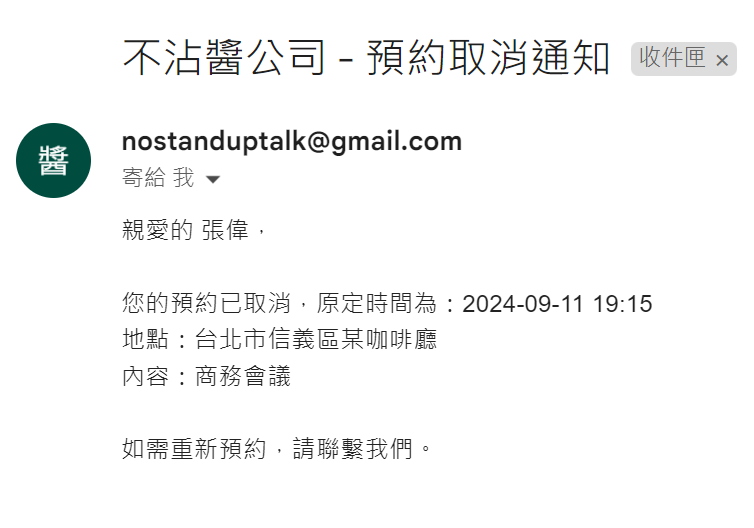 不沾醬公司 - 預約取消通知
收件匣 ×
醬
nostanduptalk@gmail.com
寄給 我
親愛的 張偉，
您的預約已取消，原定時間為：2024-09-11 19:15
地點：台北市信義區某咖啡廳
內容：商務會議
如需重新預約，請聯繫我們。